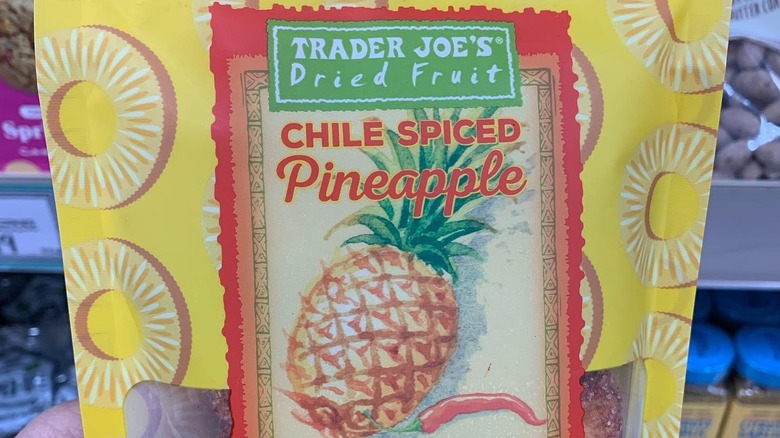 TRADER JOE'S®
Dried Fruit
CHILE SPICED
Pineapple